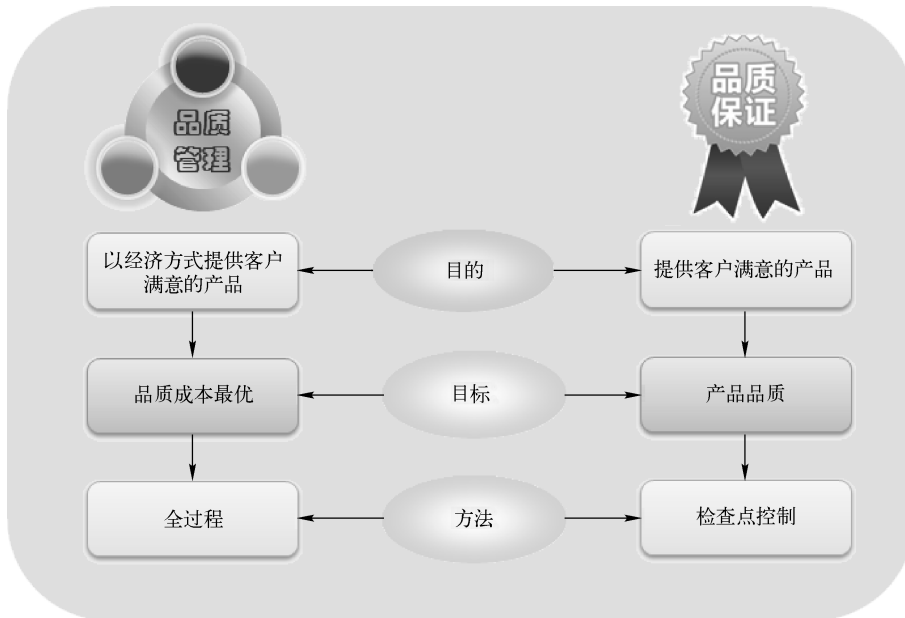 品质
管理
品质
保证
以经济方式提供客户
满意的产品
目的
提供客户满意的产品
品质成本最优
目标
产品品质
全过程
方法
检查点控制